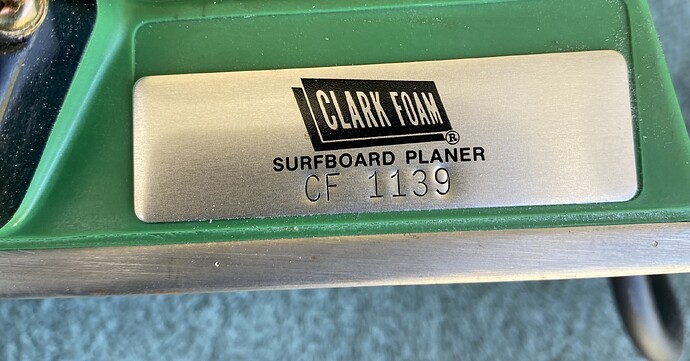 CLARK FOAM®
SURFBOARD PLANER
CF 1139